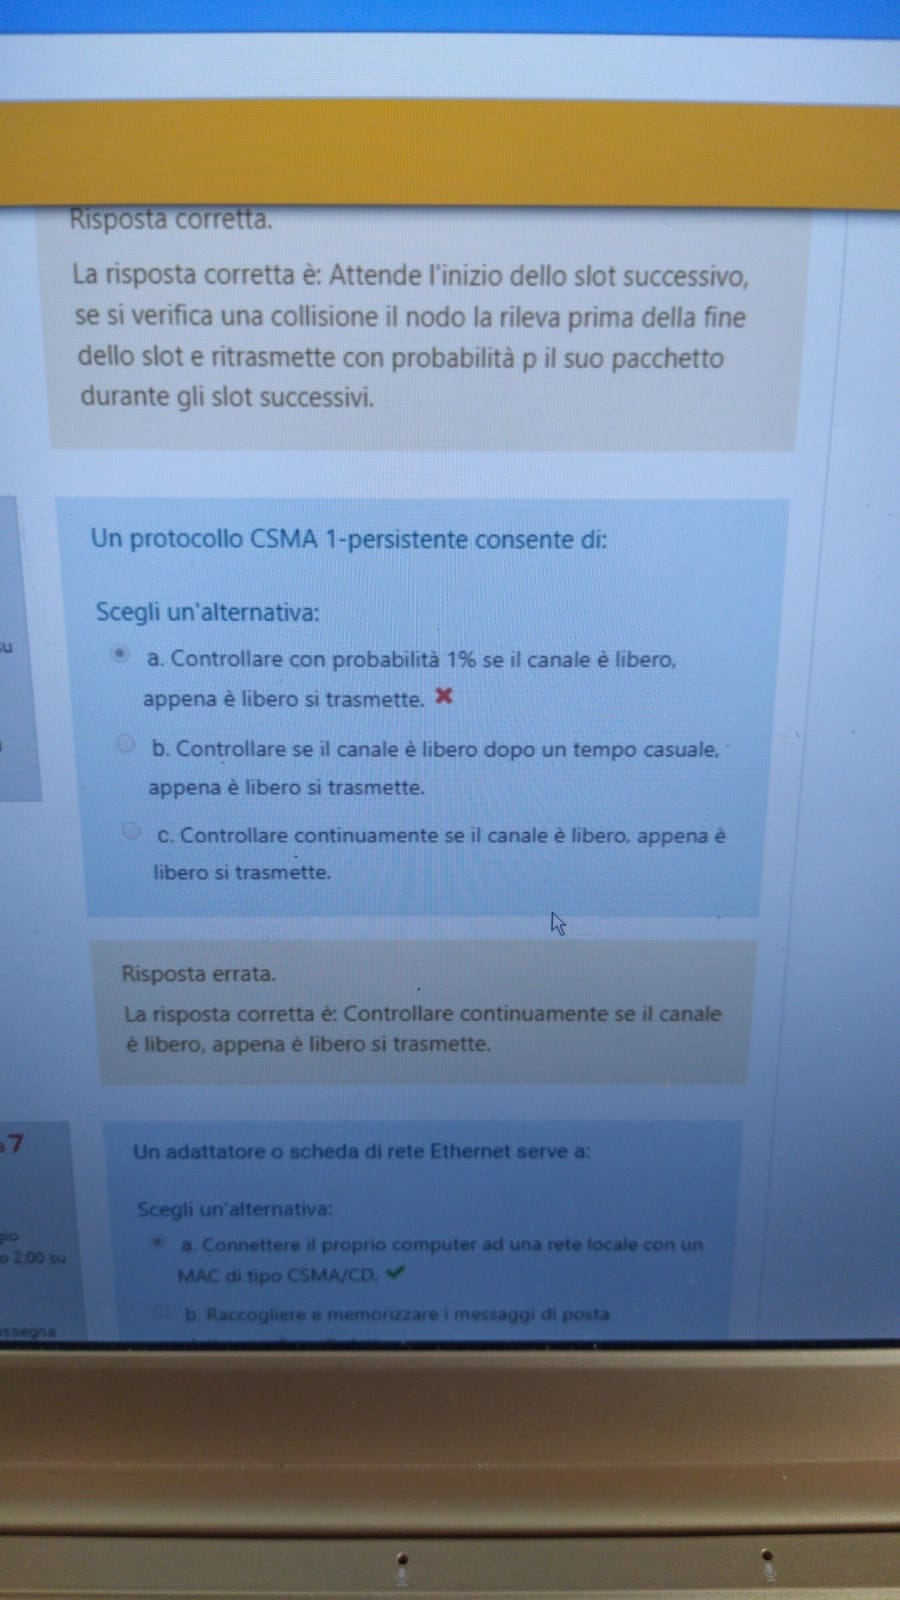 Risposta corretta.
La risposta corretta è: Attende l'inizio dello slot successivo,
se si verifica una collisione il nodo la rileva prima della fine
dello slot e ritrasmette con probabilità p il suo pacchetto
durante gli slot successivi.
Un protocollo CSMA 1-persistente consente di:
Scegli un'alternativa:
su
a. Controllare con probabilità 1% se il canale è libero,
appena è libero si trasmette.
b. Controllare se il canale è libero dopo un tempo casuale,
appena è libero si trasmette.
c. Controllare continuamente se il canale è libero, appena è
libero si trasmette.
Risposta errata.
La risposta corretta è: Controllare continuamente se il canale
è libero, appena è libero si trasmette.
7
Un adattatore o scheda di rete Ethernet serve a:
Scegli un'alternativa:
gio
o 2,00 su
a. Connettere il proprio computer ad una rete locale con un
MAC di tipo CSMA/CD.
b. Raccogliere e memorizzare i messaggi di posta
ssegna